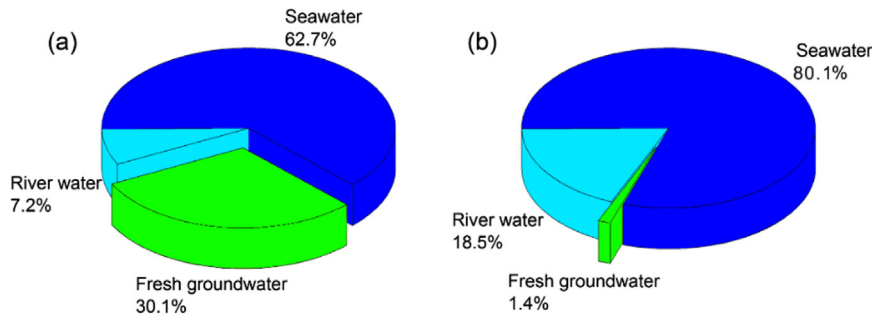 (a)
Seawater
62.7%
River water
7.2%
Fresh groundwater
30.1%
(b)
Seawater
80.1%
River water
18.5%
Fresh groundwater
1.4%